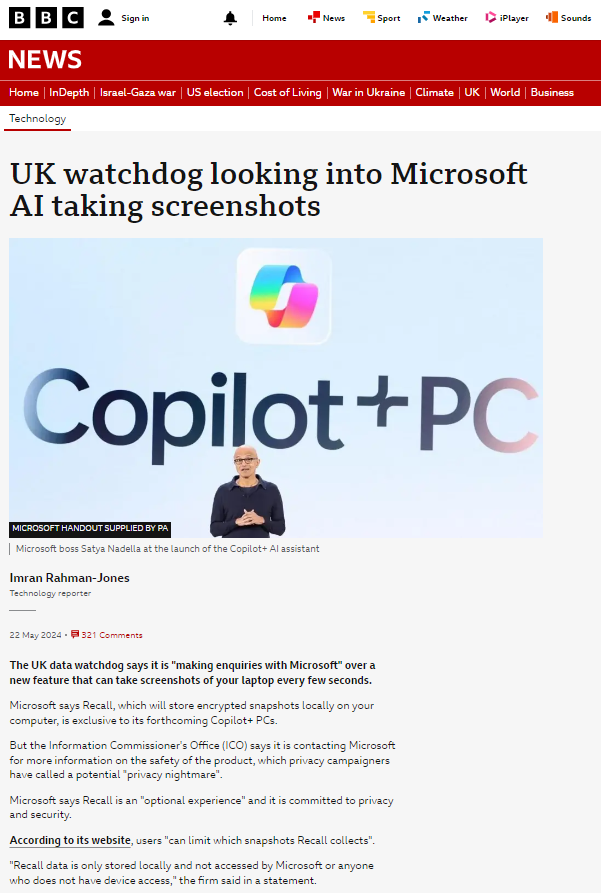 BBC Sign in Home News Sport Weather iPlayer Sounds
NEWS
Home InDepth Israel-Gaza war US election Cost of Living War in Ukraine Climate UK World Business
Technology
UK watchdog looking into Microsoft
AI taking screenshots
Copilot+PC
MICROSOFT HANDOUT SUPPLIED BY PA
Microsoft boss Satya Nadella at the launch of the Copilot+ AI assistant
Imran Rahman-Jones
Technology reporter
22 May 2024 • 321 Comments
The UK data watchdog says it is "making enquiries with Microsoft" over a
new feature that can take screenshots of your laptop every few seconds.
Microsoft says Recall, which will store encrypted snapshots locally on your
computer, is exclusive to its forthcoming Copilot+ PCs.
But the Information Commissioner's Office (ICO) says it is contacting Microsoft
for more information on the safety of the product, which privacy campaigners
have called a potential "privacy nightmare".
Microsoft says Recall is an "optional experience" and it is committed to privacy
and security.
According to its website, users "can limit which snapshots Recall collects".
"Recall data is only stored locally and not accessed by Microsoft or anyone
who does not have device access," the firm said in a statement.